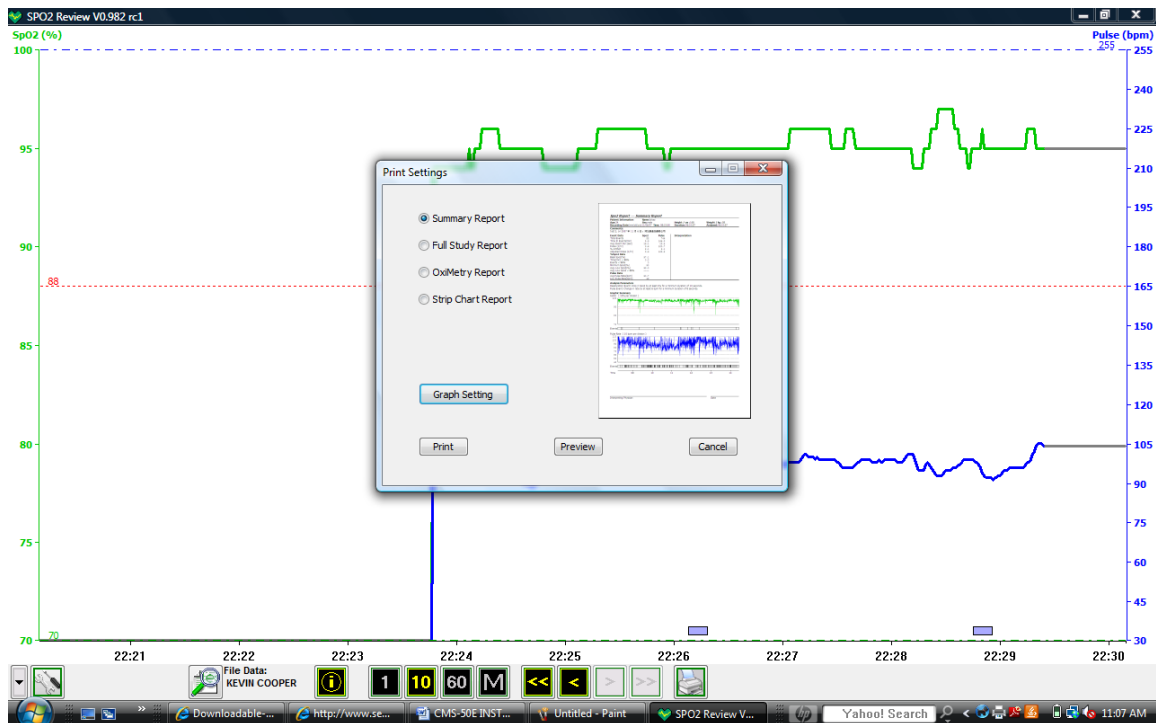 SPO2 Review V0.982 rc1
SpO2 (%)
Pulse (bpm)
100
255
255
240
225
95
210
195
90
180
88
165
150
85
135
120
80
105
90
75
75
60
45
70
70
30
Print Settings
Summary Report
Full Study Report
OxiMetry Report
Strip Chart Report
Graph Setting
Print
Preview
Cancel
22:21 22:22 22:23 22:24 22:25 22:26 22:27 22:28 22:29 22:30
File Data:
KEVIN COOPER
1 10 60 M << < > >>
Downloadable-... http://www.se... CMS-50E INST... Untitled - Paint SPO2 Review V... hp Yahoo! Search 11:07 AM